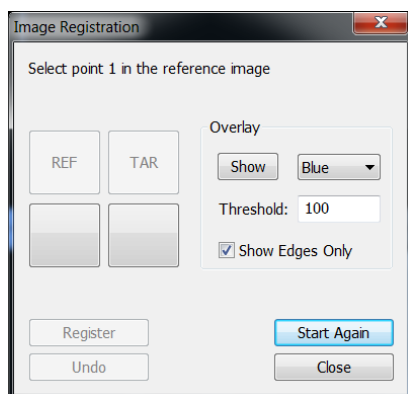 Image Registration
X
Select point 1 in the reference image
REF
TAR
Overlay
Show
Blue
Threshold: 100
Show Edges Only
Register
Start Again
Undo
Close